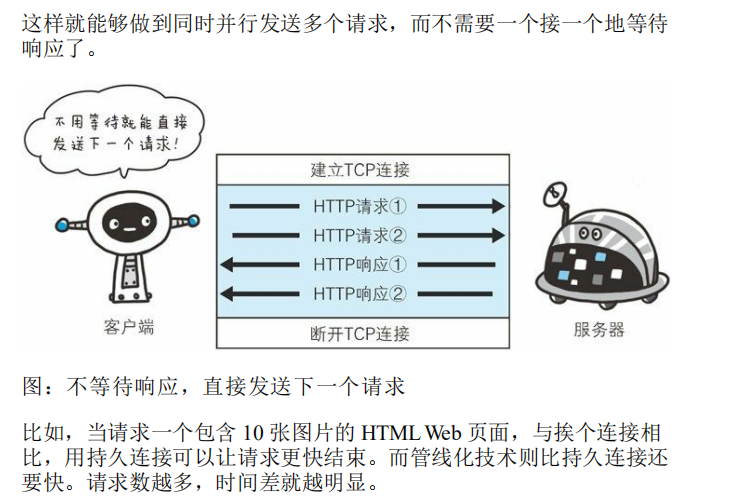 这样就能够做到同时并行发送多个请求，而不需要一个接一个地等待
响应了。
不用等待就能直接
发送下一个请求！
建立TCP连接
HTTP请求①
HTTP请求②
HTTP响应①
HTTP响应②
断开TCP连接
客户端
服务器
图：不等待响应，直接发送下一个请求
比如，当请求一个包含 10 张图片的 HTML Web 页面，与挨个连接相
比，用持久连接可以让请求更快结束。而管线化技术则比持久连接还
要快。请求数越多，时间差就越明显。